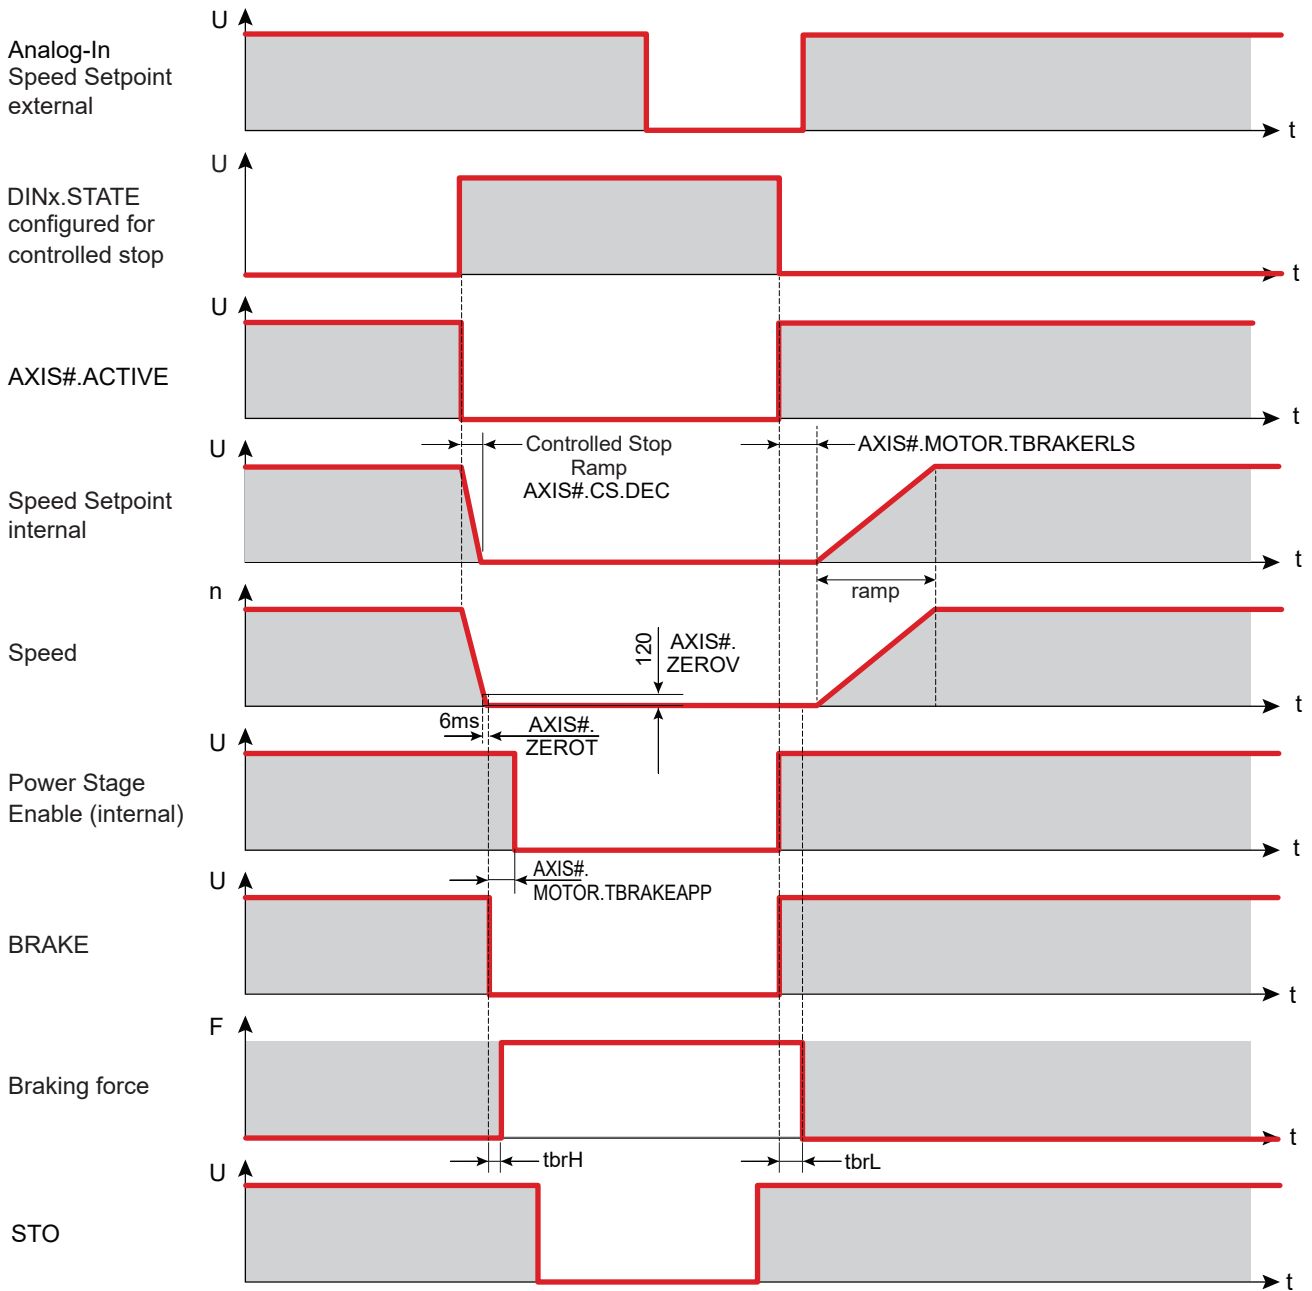 U
Analog-In
Speed Setpoint
external
t
U
DINx.STATE
configured for
controlled stop
t
U
AXIS#.ACTIVE
t
U
Controlled Stop
Ramp
AXIS#.CS.DEC
AXIS#.MOTOR.TBRAKERLS
Speed Setpoint
internal
t
ramp
n
Speed
120
AXIS#.
ZEROV
t
6ms
AXIS#.
ZEROT
U
Power Stage
Enable (internal)
t
AXIS#.
MOTOR.TBRAKEAPP
U
BRAKE
t
F
Braking force
t
tbrH
tbrL
U
STO
t